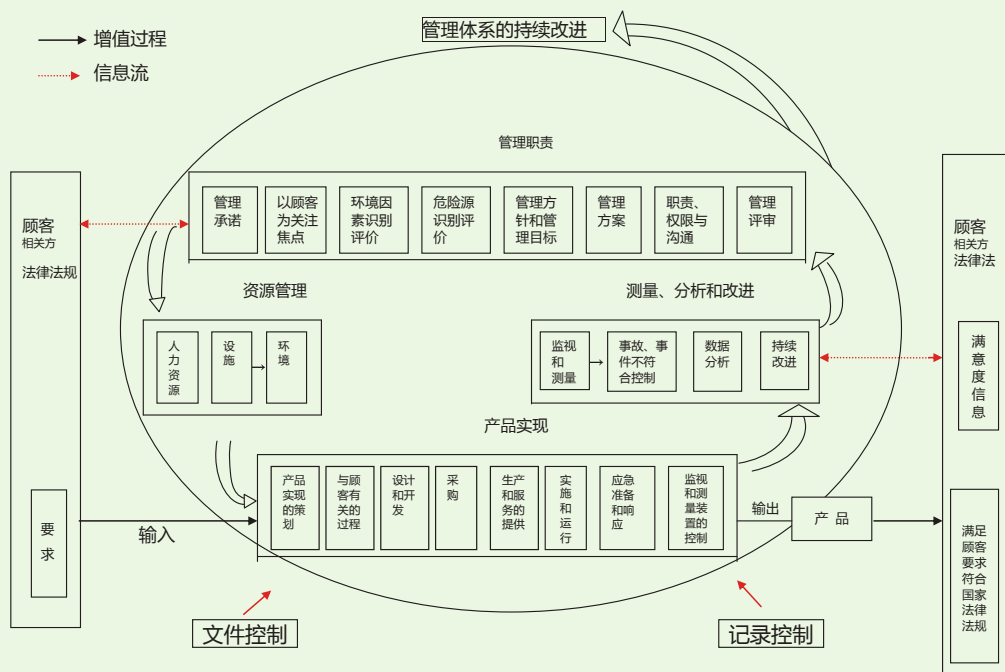 管理体系的持续改进
增值过程
信息流
管理职责
顾客
相关方
法律法规
管理
承诺
以顾客
为关注
焦点
环境因
素识别
评价
危险源
识别评
价
管理方
针和管
理目标
管理
方案
职责、
权限与
沟通
管理
评审
顾客
相关方
法律法
资源管理
测量、分析和改进
人
力
资
源
设
施
→
环
境
监视
和
测量
→
事故、事
件不符
合控制
数据
分析
持续
改进
满
意
度
信
息
产品实现
产品
实现
的策
划
与顾
客有
关的
过程
设计
和开
发
采
购
生产
和服
务的
提供
实
施
和
运
行
应急
准备
和响
应
监视
和测
量装
置的
控制
要
求
输入
输出
产 品
满足
顾客
要求
符合
国家
法律
法规
文件控制
记录控制